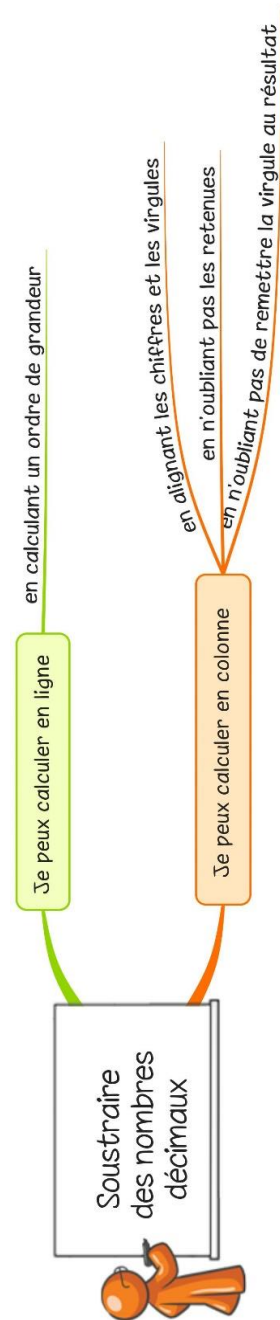 Soustraire
des nombres
décimaux
Je peux calculer en ligne
en calculant un ordre de grandeur
Je peux calculer en colonne
en alignant les chiffres et les virgules
en n'oubliant pas les retenues
en n'oubliant pas de remettre la virgule au résultat